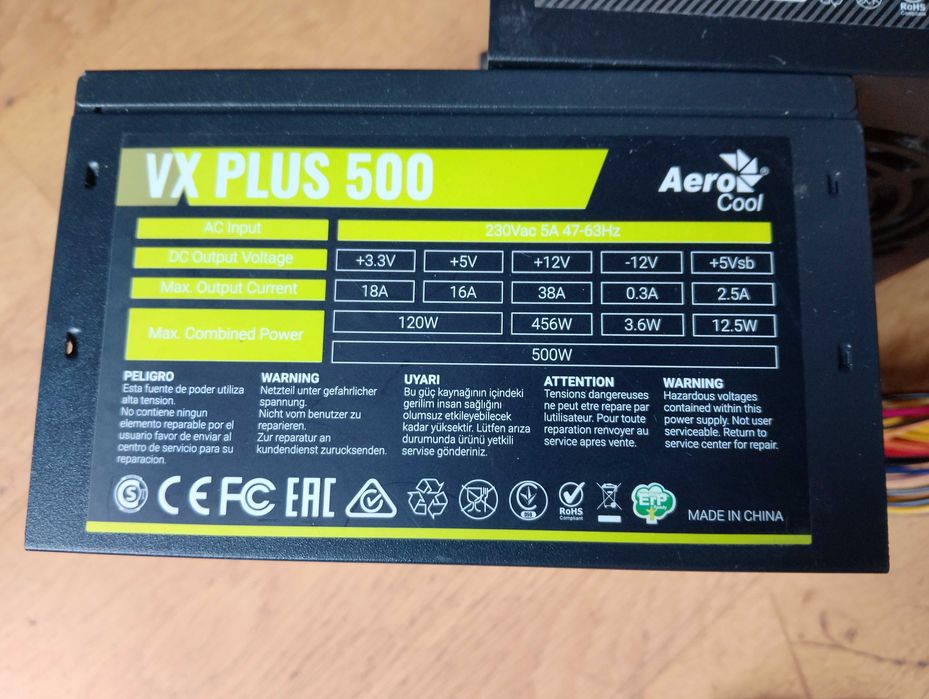 RoHS
Compliant
VX PLUS 500
AeroCool
AC Input 230Vac 5A 47-63Hz
DC Output Voltage +3.3V +5V +12V -12V +5Vsb
Max. Output Current 18A 16A 38A 0.3A 2.5A
Max. Combined Power 120W 456W 3.6W 12.5W
500W
PELIGRO
Esta fuente de poder utiliza
alta tension.
No contiene ningun
elemento reparable por el
usuario favor de enviar al
centro de servicio para su
reparacion.
WARNING
Netzteil unter gefahrlicher
spannung.
Nicht vom benutzer zu
reparieren.
Zur reparatur an
kundendienst zurucksenden.
UYARI
Bu güç kaynağının içindeki
gerilim insan sağlığını
olumsuz etkileyebilecek
kadar yüksektir. Lütfen arıza
durumunda ürünü yetkili
servise gönderiniz.
ATTENTION
Tensions dangereuses
ne peut etre repare par
lutilisateur. Pour toute
reparation renvoyer au
service apres vente.
WARNING
Hazardous voltages
contained within this
power supply. Not user
serviceable. Return to
service center for repair.
S CE FC EAC
RoHS
Compliant
ErP
Ready
MADE IN CHINA